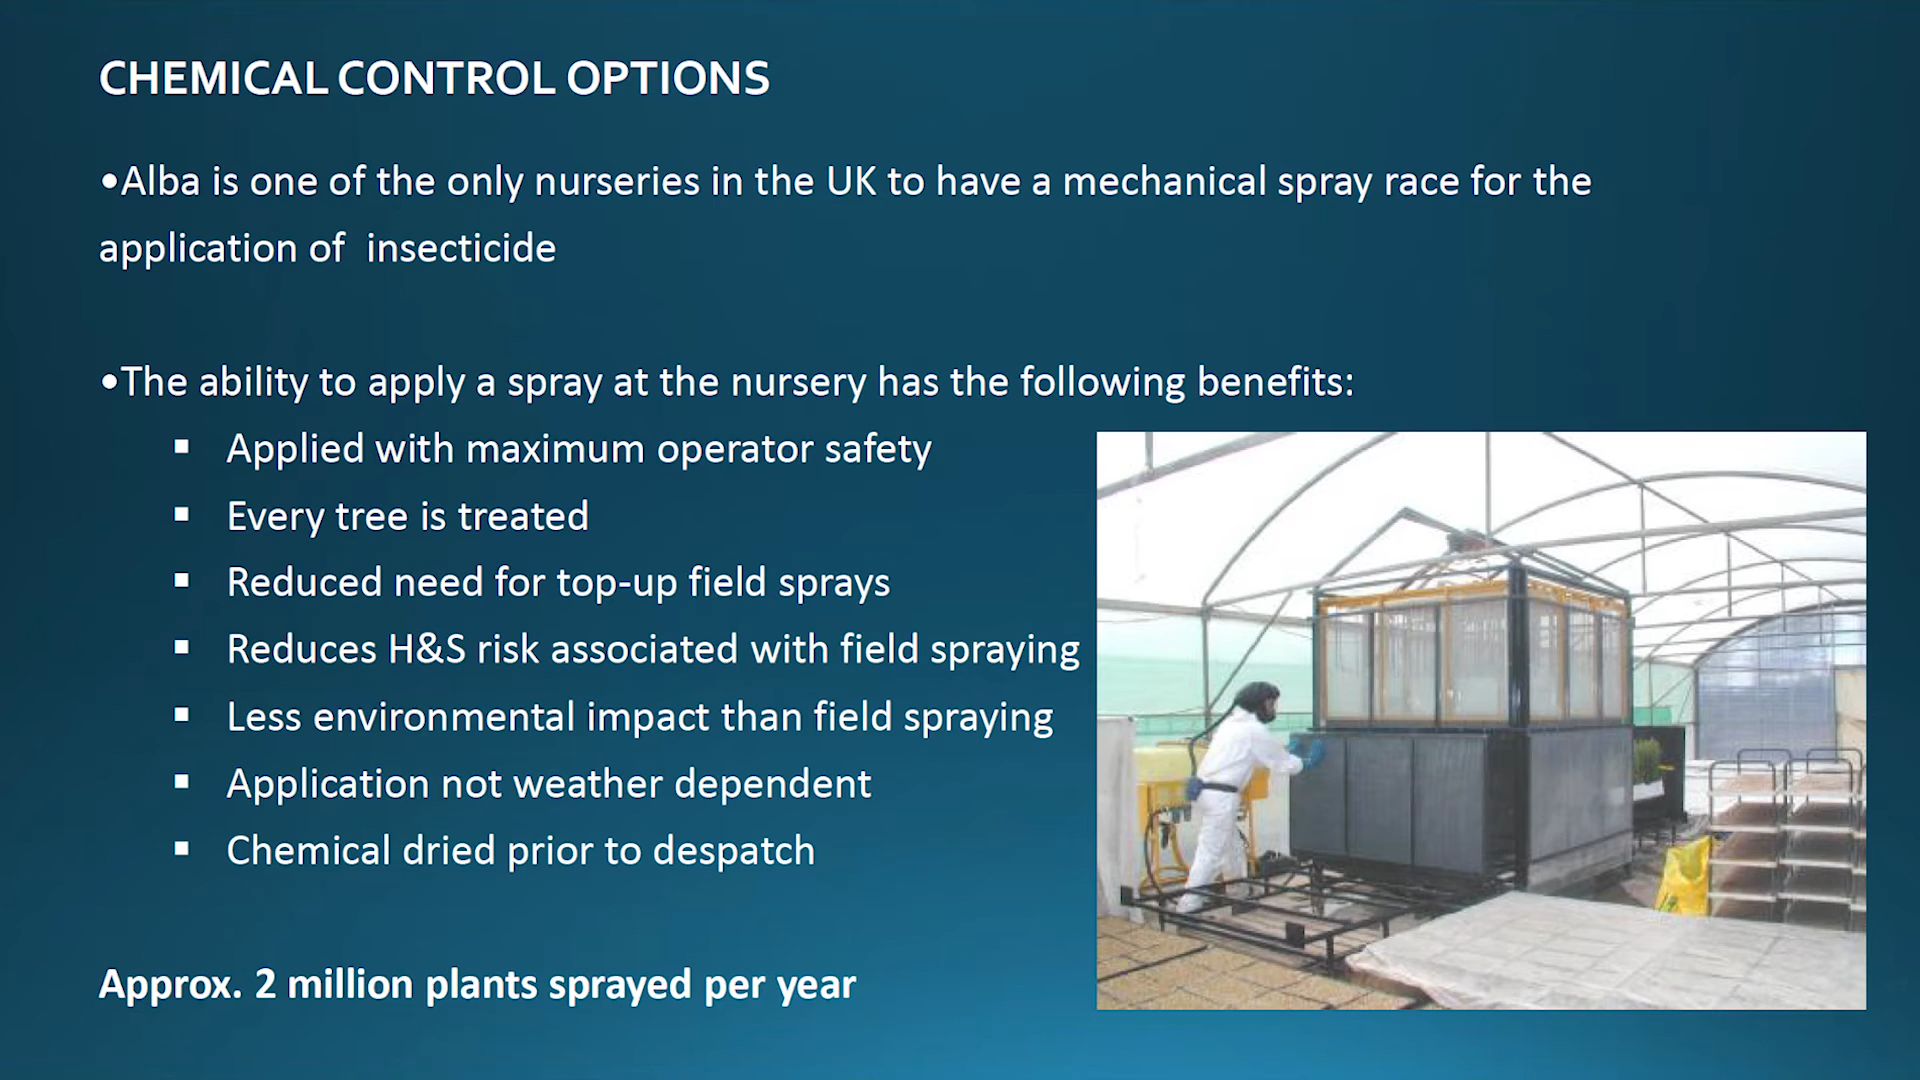 CHEMICAL CONTROL OPTIONS
•Alba is one of the only nurseries in the UK to have a mechanical spray race for the
application of  insecticide
•The ability to apply a spray at the nursery has the following benefits:
▪ Applied with maximum operator safety
▪ Every tree is treated
▪ Reduced need for top-up field sprays
▪ Reduces H&S risk associated with field spraying
▪ Less environmental impact than field spraying
▪ Application not weather dependent
▪ Chemical dried prior to despatch
Approx. 2 million plants sprayed per year